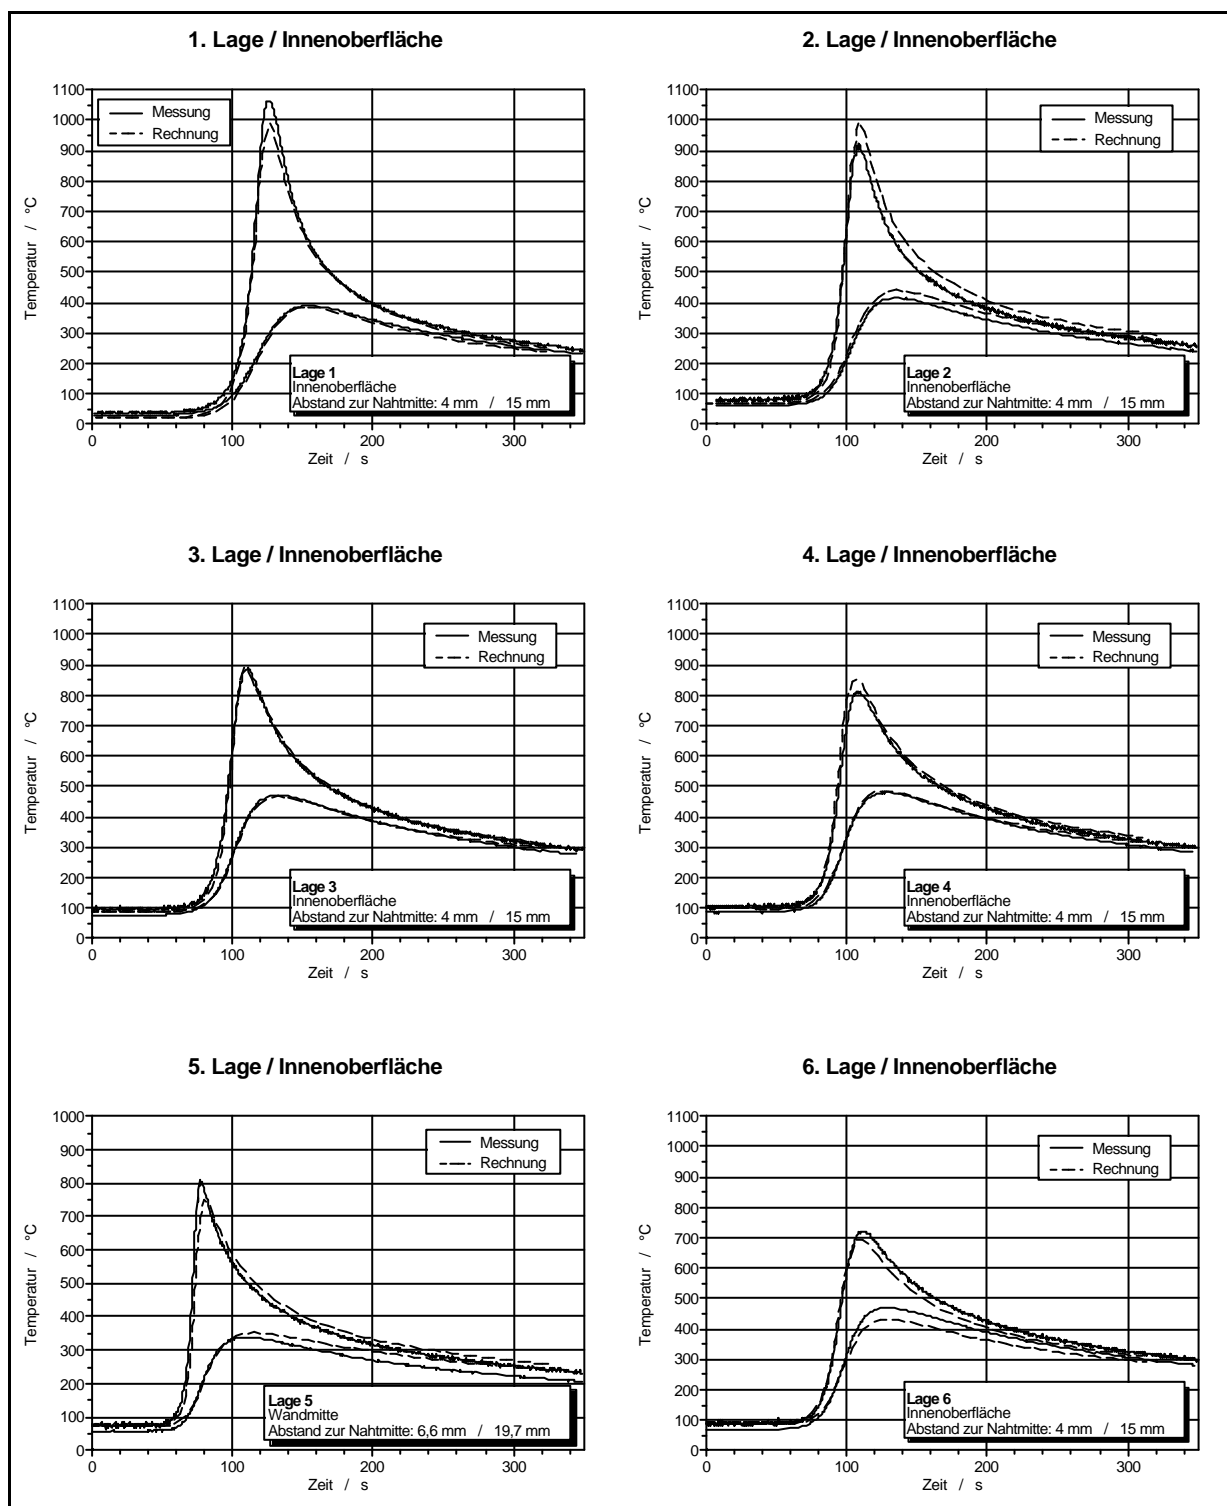 1. Lage / Innenoberfläche
1100
1000
900
800
700
600
500
400
300
200
100
0
Temperatur / °C
Messung
Rechnung
Lage 1
Innenoberfläche
Abstand zur Nahtmitte: 4 mm / 15 mm
0
100
200
300
Zeit / s
2. Lage / Innenoberfläche
1100
1000
900
800
700
600
500
400
300
200
100
0
Temperatur / °C
Messung
Rechnung
Lage 2
Innenoberfläche
Abstand zur Nahtmitte: 4 mm / 15 mm
0
100
200
300
Zeit / s
3. Lage / Innenoberfläche
1100
1000
900
800
700
600
500
400
300
200
100
0
Temperatur / °C
Messung
Rechnung
Lage 3
Innenoberfläche
Abstand zur Nahtmitte: 4 mm / 15 mm
0
100
200
300
Zeit / s
4. Lage / Innenoberfläche
1100
1000
900
800
700
600
500
400
300
200
100
0
Temperatur / °C
Messung
Rechnung
Lage 4
Innenoberfläche
Abstand zur Nahtmitte: 4 mm / 15 mm
0
100
200
300
Zeit / s
5. Lage / Innenoberfläche
1000
900
800
700
600
500
400
300
200
100
0
Temperatur / °C
Messung
Rechnung
Lage 5
Wandmitte
Abstand zur Nahtmitte: 6,6 mm / 19,7 mm
0
100
200
300
Zeit / s
6. Lage / Innenoberfläche
1100
1000
900
800
700
600
500
400
300
200
100
0
Temperatur / °C
Messung
Rechnung
Lage 6
Innenoberfläche
Abstand zur Nahtmitte: 4 mm / 15 mm
0
100
200
300
Zeit / s